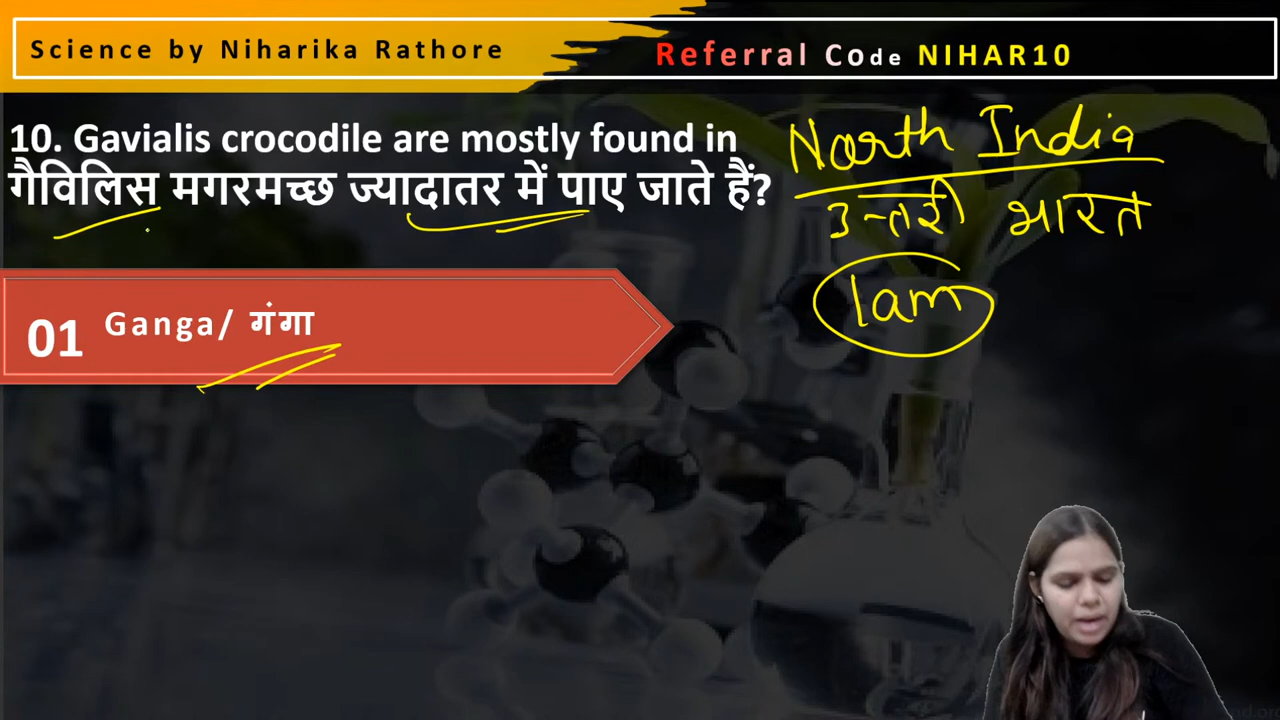 Science by Niharika Rathore
Referral Code NIHAR10
10. Gavialis crocodile are mostly found in
गैविलिस मगरमच्छ ज्यादातर में पाए जाते हैं?
North India
उत्तरी भारत
1am
01 Ganga/ गंगा